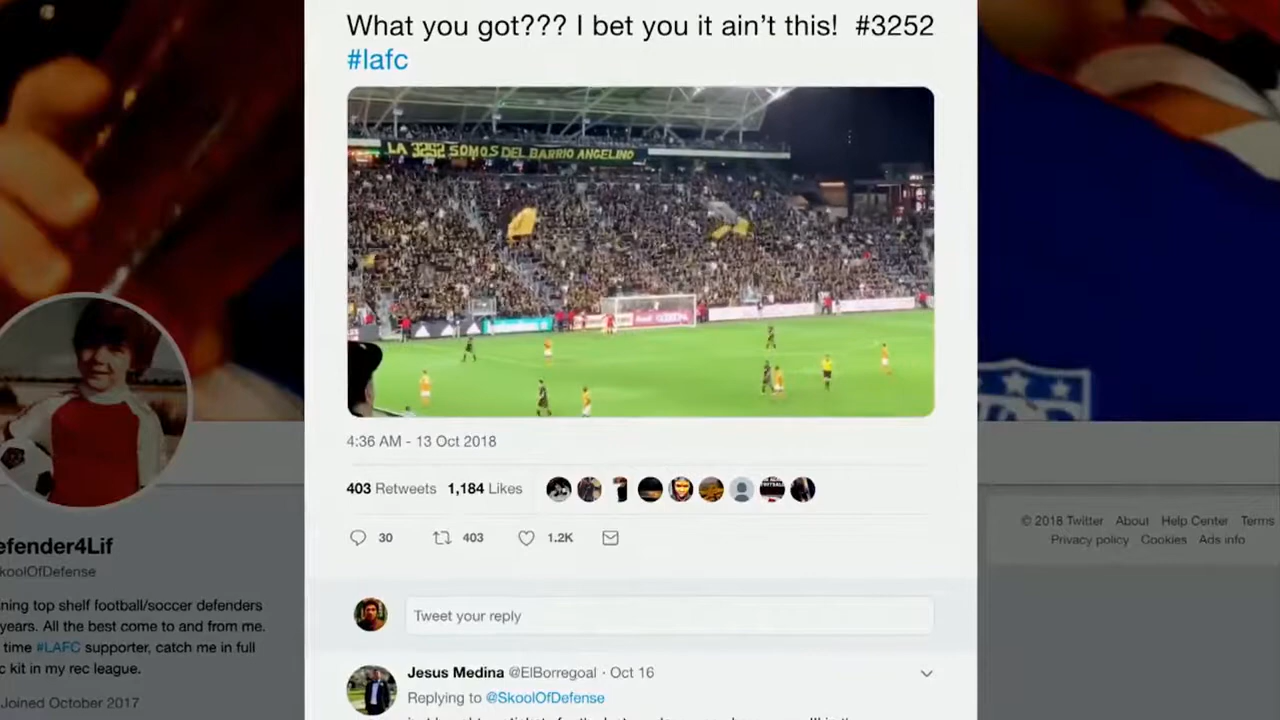 What you got??? I bet you it ain't this! #3252
#lafc
LA 3252 SOMOS DEL BARRIO ANGELINO
4:36 AM - 13 Oct 2018
403 Retweets 1,184 Likes
30 403 1.2K
Tweet your reply
Jesus Medina @ElBorregoal · Oct 16
Replying to @SkoolOfDefense
efender4Lif
koolOfDefense
ning top shelf football/soccer defenders
years. All the best come to and from me.
time #LAFC supporter, catch me in full
c kit in my rec league.
Joined October 2017
© 2018 Twitter About Help Center Terms
Privacy policy Cookies Ads info